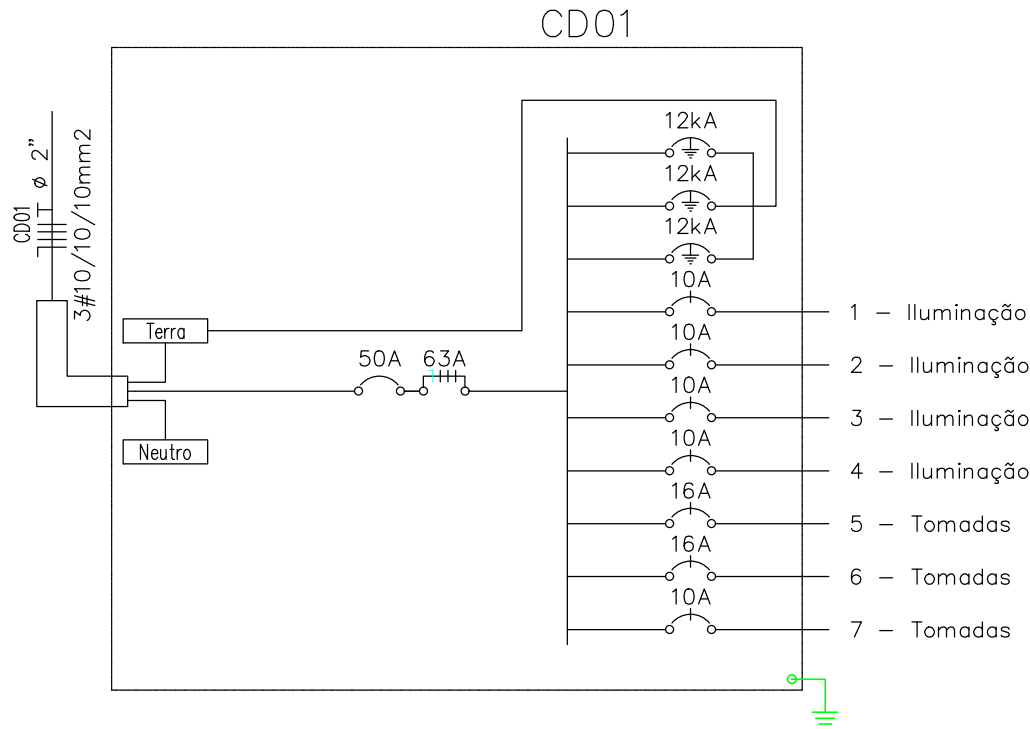 CD01
12kA
12kA
12kA
CD01
ø 2”
3#10/10/10mm2
10A
1 – Iluminação
Terra
10A
2 – Iluminação
50A
63A
10A
3 – Iluminação
Neutro
10A
4 – Iluminação
16A
5 – Tomadas
16A
6 – Tomadas
10A
7 – Tomadas